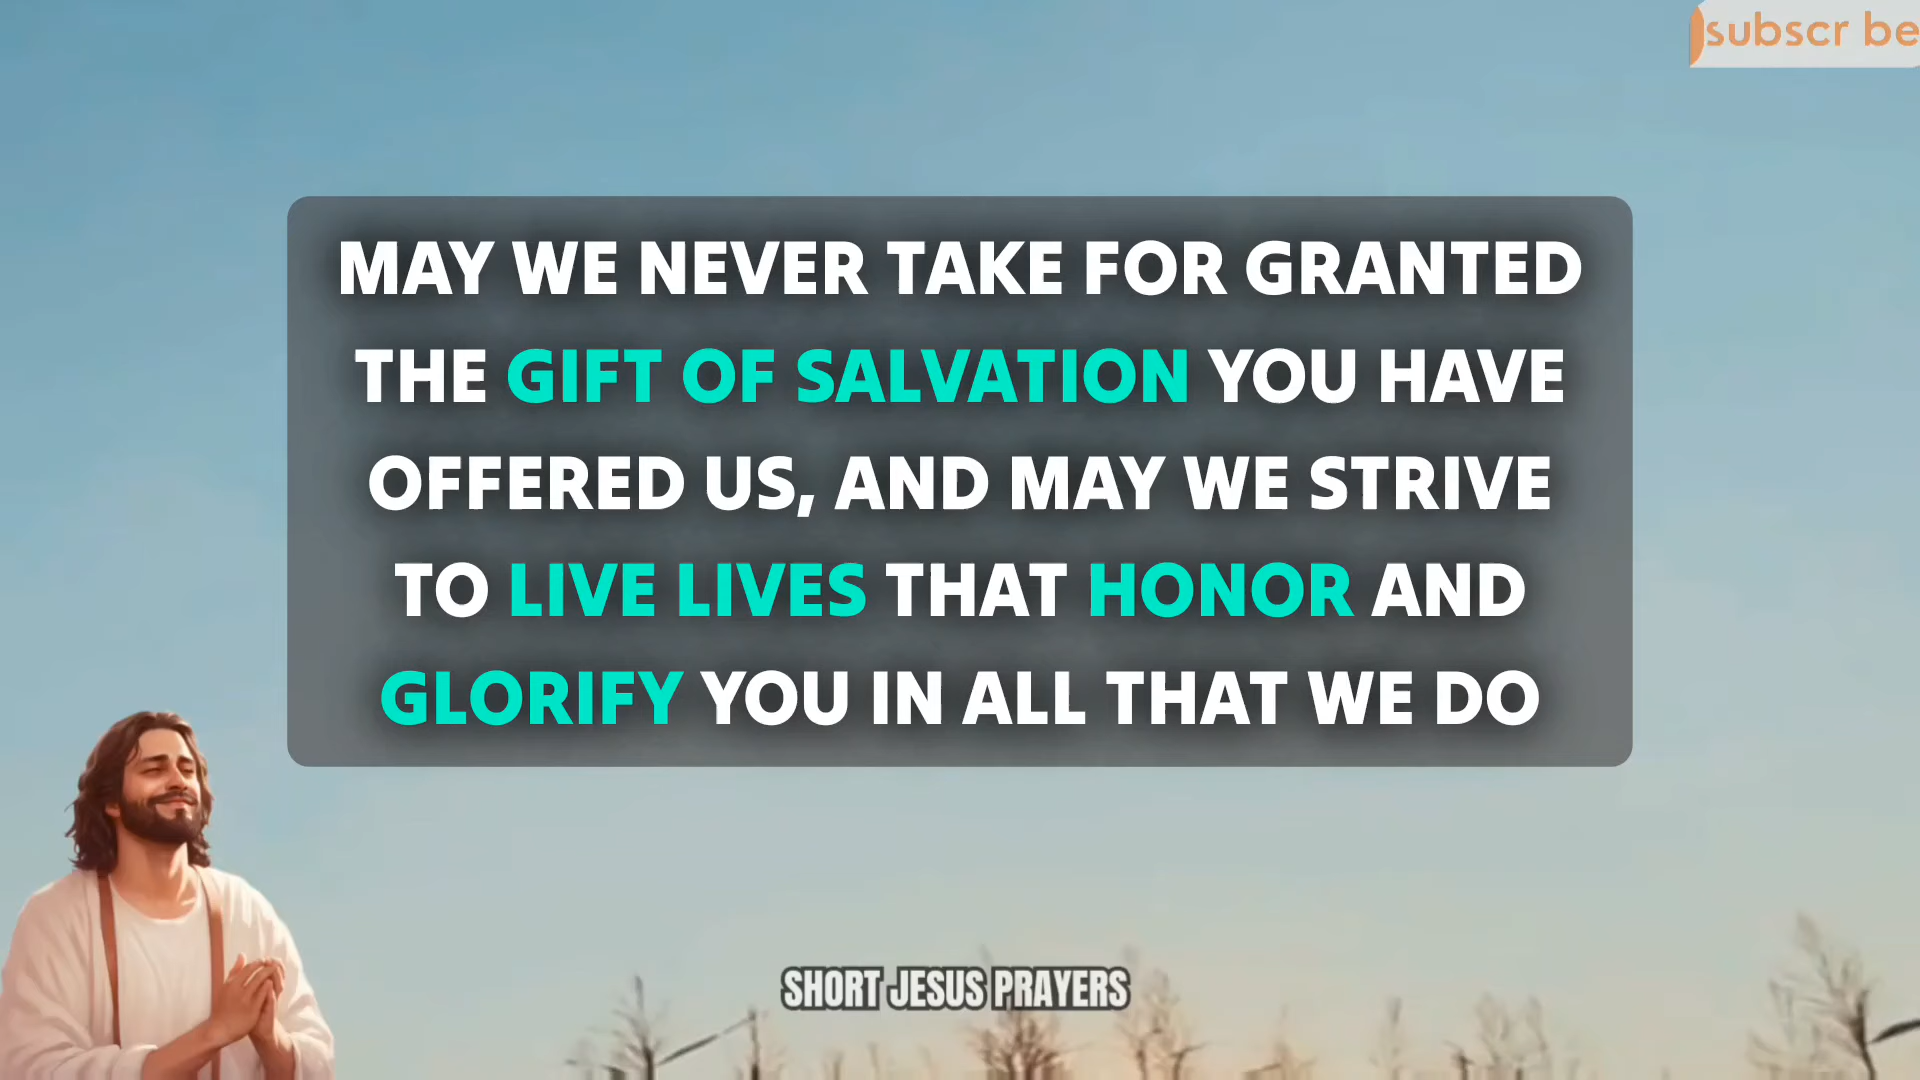 subscr be
MAY WE NEVER TAKE FOR GRANTED
THE GIFT OF SALVATION YOU HAVE
OFFERED US, AND MAY WE STRIVE
TO LIVE LIVES THAT HONOR AND
GLORIFY YOU IN ALL THAT WE DO
SHORT JESUS PRAYERS